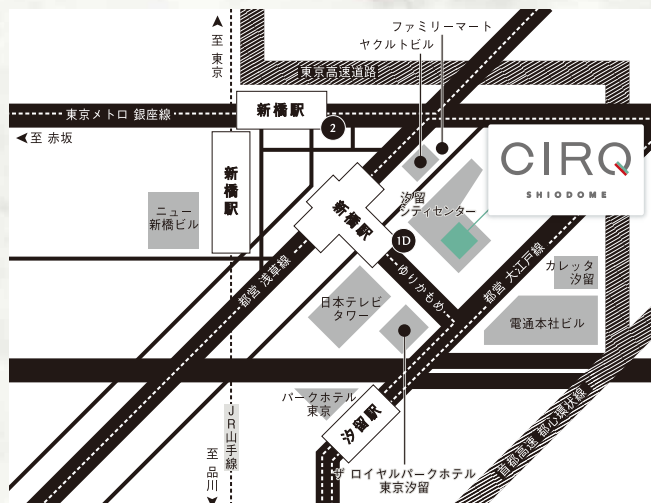 ファミリーマート
ヤクルトビル
至 東京
東京高速道路
東京メトロ 銀座線
新橋駅
2
至 赤坂
CIRQ
SHIODOME
新橋駅
ニュー
新橋ビル
汐留
シティセンター
新橋駅
1D
都営 浅草線
ゆりかもめ
都営 大江戸線
カレッタ
汐留
日本テレビ
タワー
電通本社ビル
パークホテル
東京
汐留駅
JR山手線
至 品川
首都高速 都心環状線
ザ ロイヤルパークホテル
東京汐留